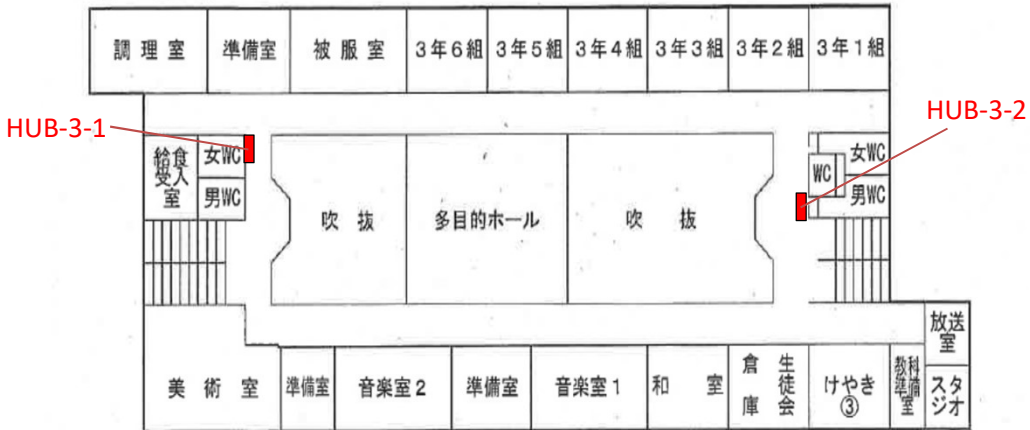 調理室
準備室
被服室
3年6組
3年5組
3年4組
3年3組
3年2組
3年1組
HUB-3-1
HUB-3-2
給食
受入
室
女WC
男WC
吹抜
多目的ホール
吹抜
WC
女WC
男WC
美術室
準備室
音楽室2
準備室
音楽室1
和室
倉庫
生徒会
けやき
③
教科
準備室
放送
室
スタ
ジオ